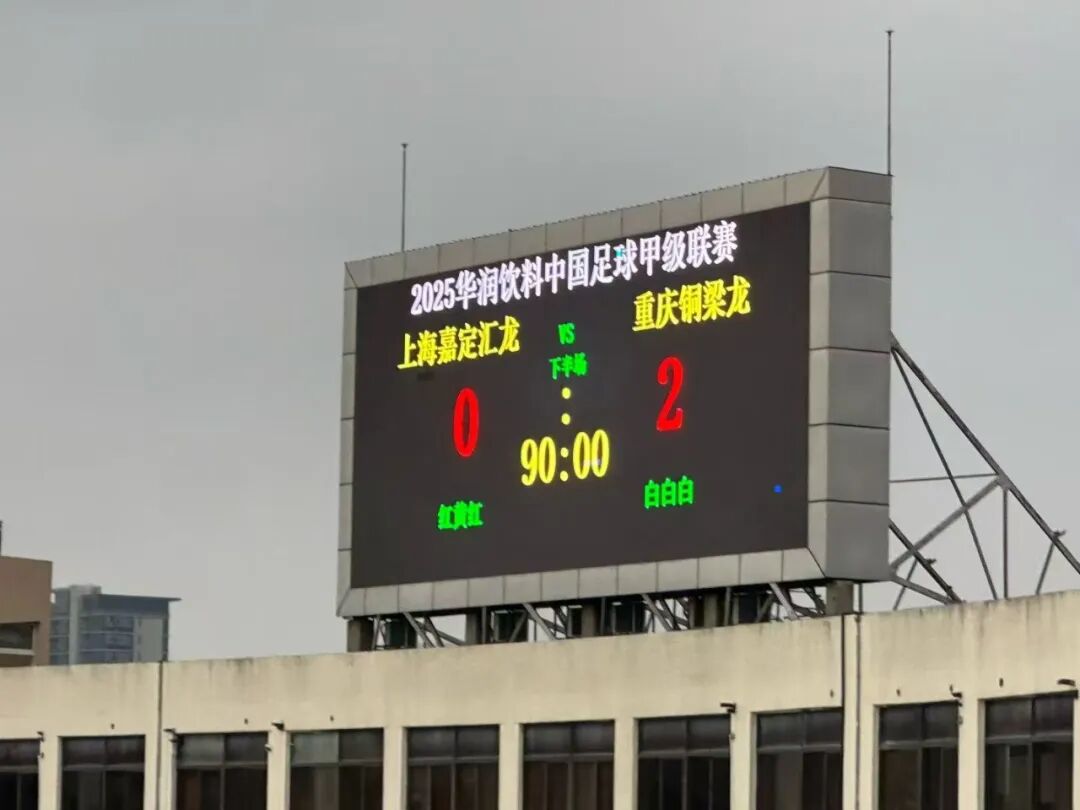 2025华润饮料中国足球甲级联赛
上海嘉定汇龙 VS 重庆铜梁龙
下半场
0 : 2
90:00
红黄红 白白白